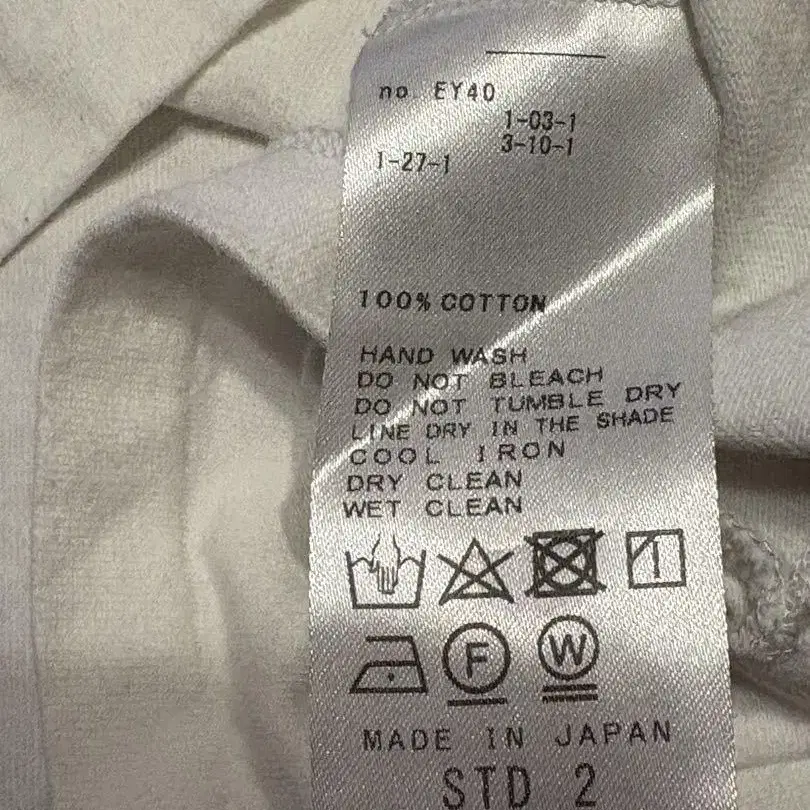 no EY40
1-03-1
3-10-1
1-27-1
100% COTTON
HAND WASH
DO NOT BLEACH
DO NOT TUMBLE DRY
LINE DRY IN THE SHADE
COOL IRON
DRY CLEAN
WET CLEAN
F W
MADE IN JAPAN
STD 2